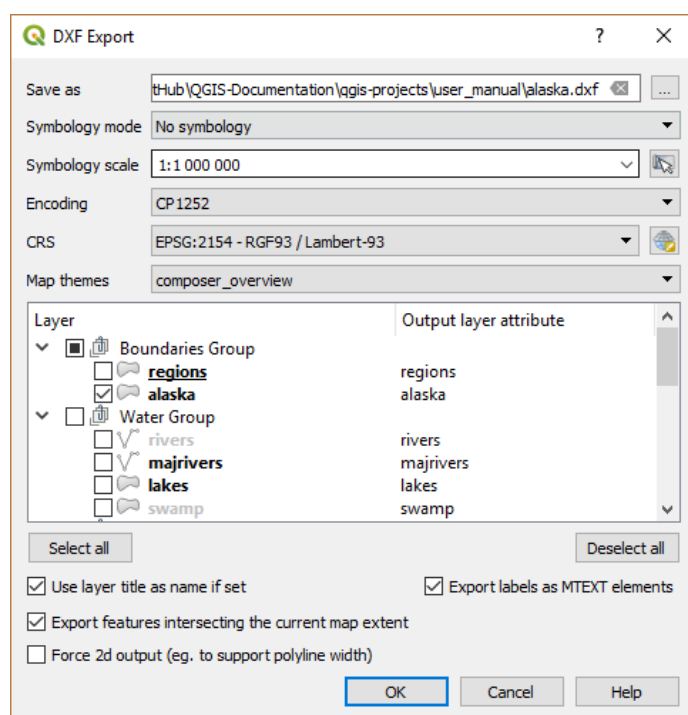 DXF Export ?
Save as tHub\QGIS-Documentation\qgis-projects\user_manual\alaska.dxf ...
Symbology mode No symbology
Symbology scale 1:1 000 000
Encoding CP1252
CRS EPSG:2154 - RGF93 / Lambert-93
Map themes composer_overview
Layer Output layer attribute
Boundaries Group
regions regions
alaska alaska
Water Group
rivers rivers
majrivers majrivers
lakes lakes
swamp swamp
Select all Deselect all
Use layer title as name if set Export labels as MTEXT elements
Export features intersecting the current map extent
Force 2d output (eg. to support polyline width)
OK Cancel Help